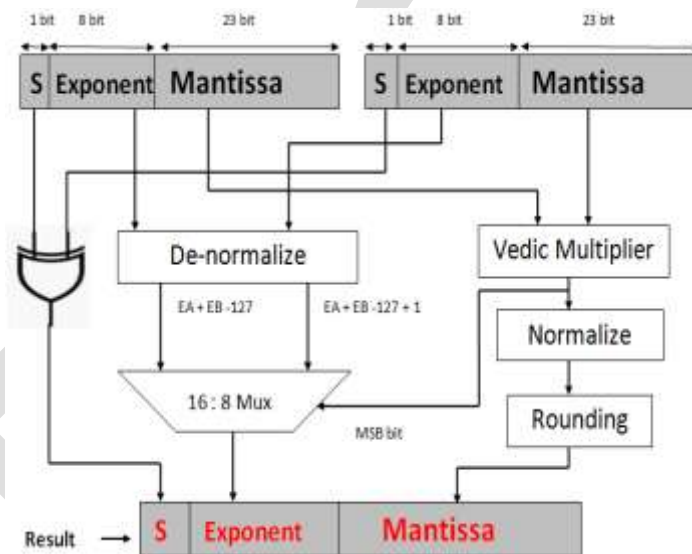 1 bit 8 bit 23 bit 1 bit 8 bit 23 bit
S Exponent Mantissa S Exponent Mantissa
De-normalize Vedic Multiplier
EA + EB -127 EA + EB -127 + 1
Normalize
16 : 8 Mux
Rounding
MSB bit
Result S Exponent Mantissa